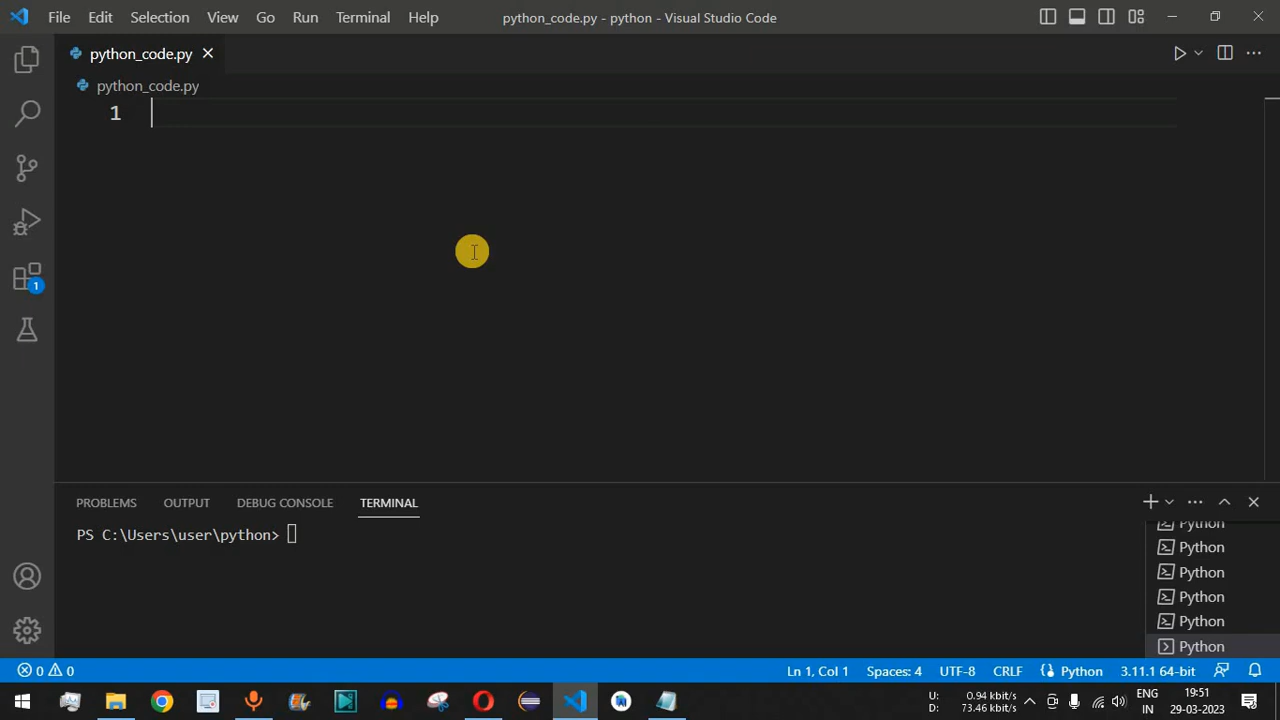 File Edit Selection View Go Run Terminal Help python_code.py - python - Visual Studio Code
python_code.py
python_code.py
1
1
PROBLEMS OUTPUT DEBUG CONSOLE TERMINAL
PS C:\Users\user\python>
Python
Python
Python
Python
Python
Python
0 0 Ln 1, Col 1 Spaces: 4 UTF-8 CRLF Python 3.11.1 64-bit
U: 0.94 kbit/s ENG 19:51
D: 73.46 kbit/s IN 29-03-2023